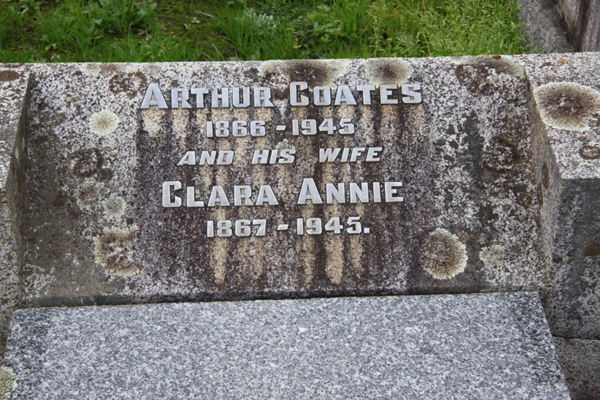 ARTHUR COATES
1866 - 1945
AND HIS WIFE
CLARA ANNIE
1867 - 1945.